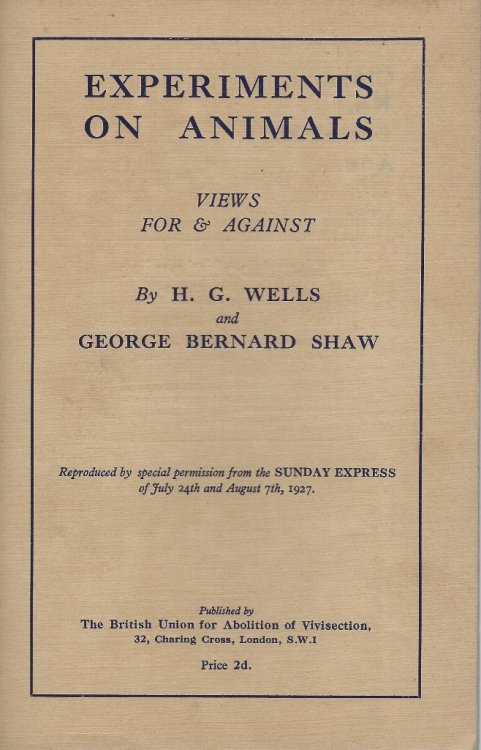 EXPERIMENTS
ON ANIMALS
VIEWS
FOR & AGAINST
By H. G. WELLS
and
GEORGE BERNARD SHAW
Reproduced by special permission from the SUNDAY EXPRESS
of July 24th and August 7th, 1927.
Published by
The British Union for Abolition of Vivisection,
32, Charing Cross, London, S.W.1
Price 2d.